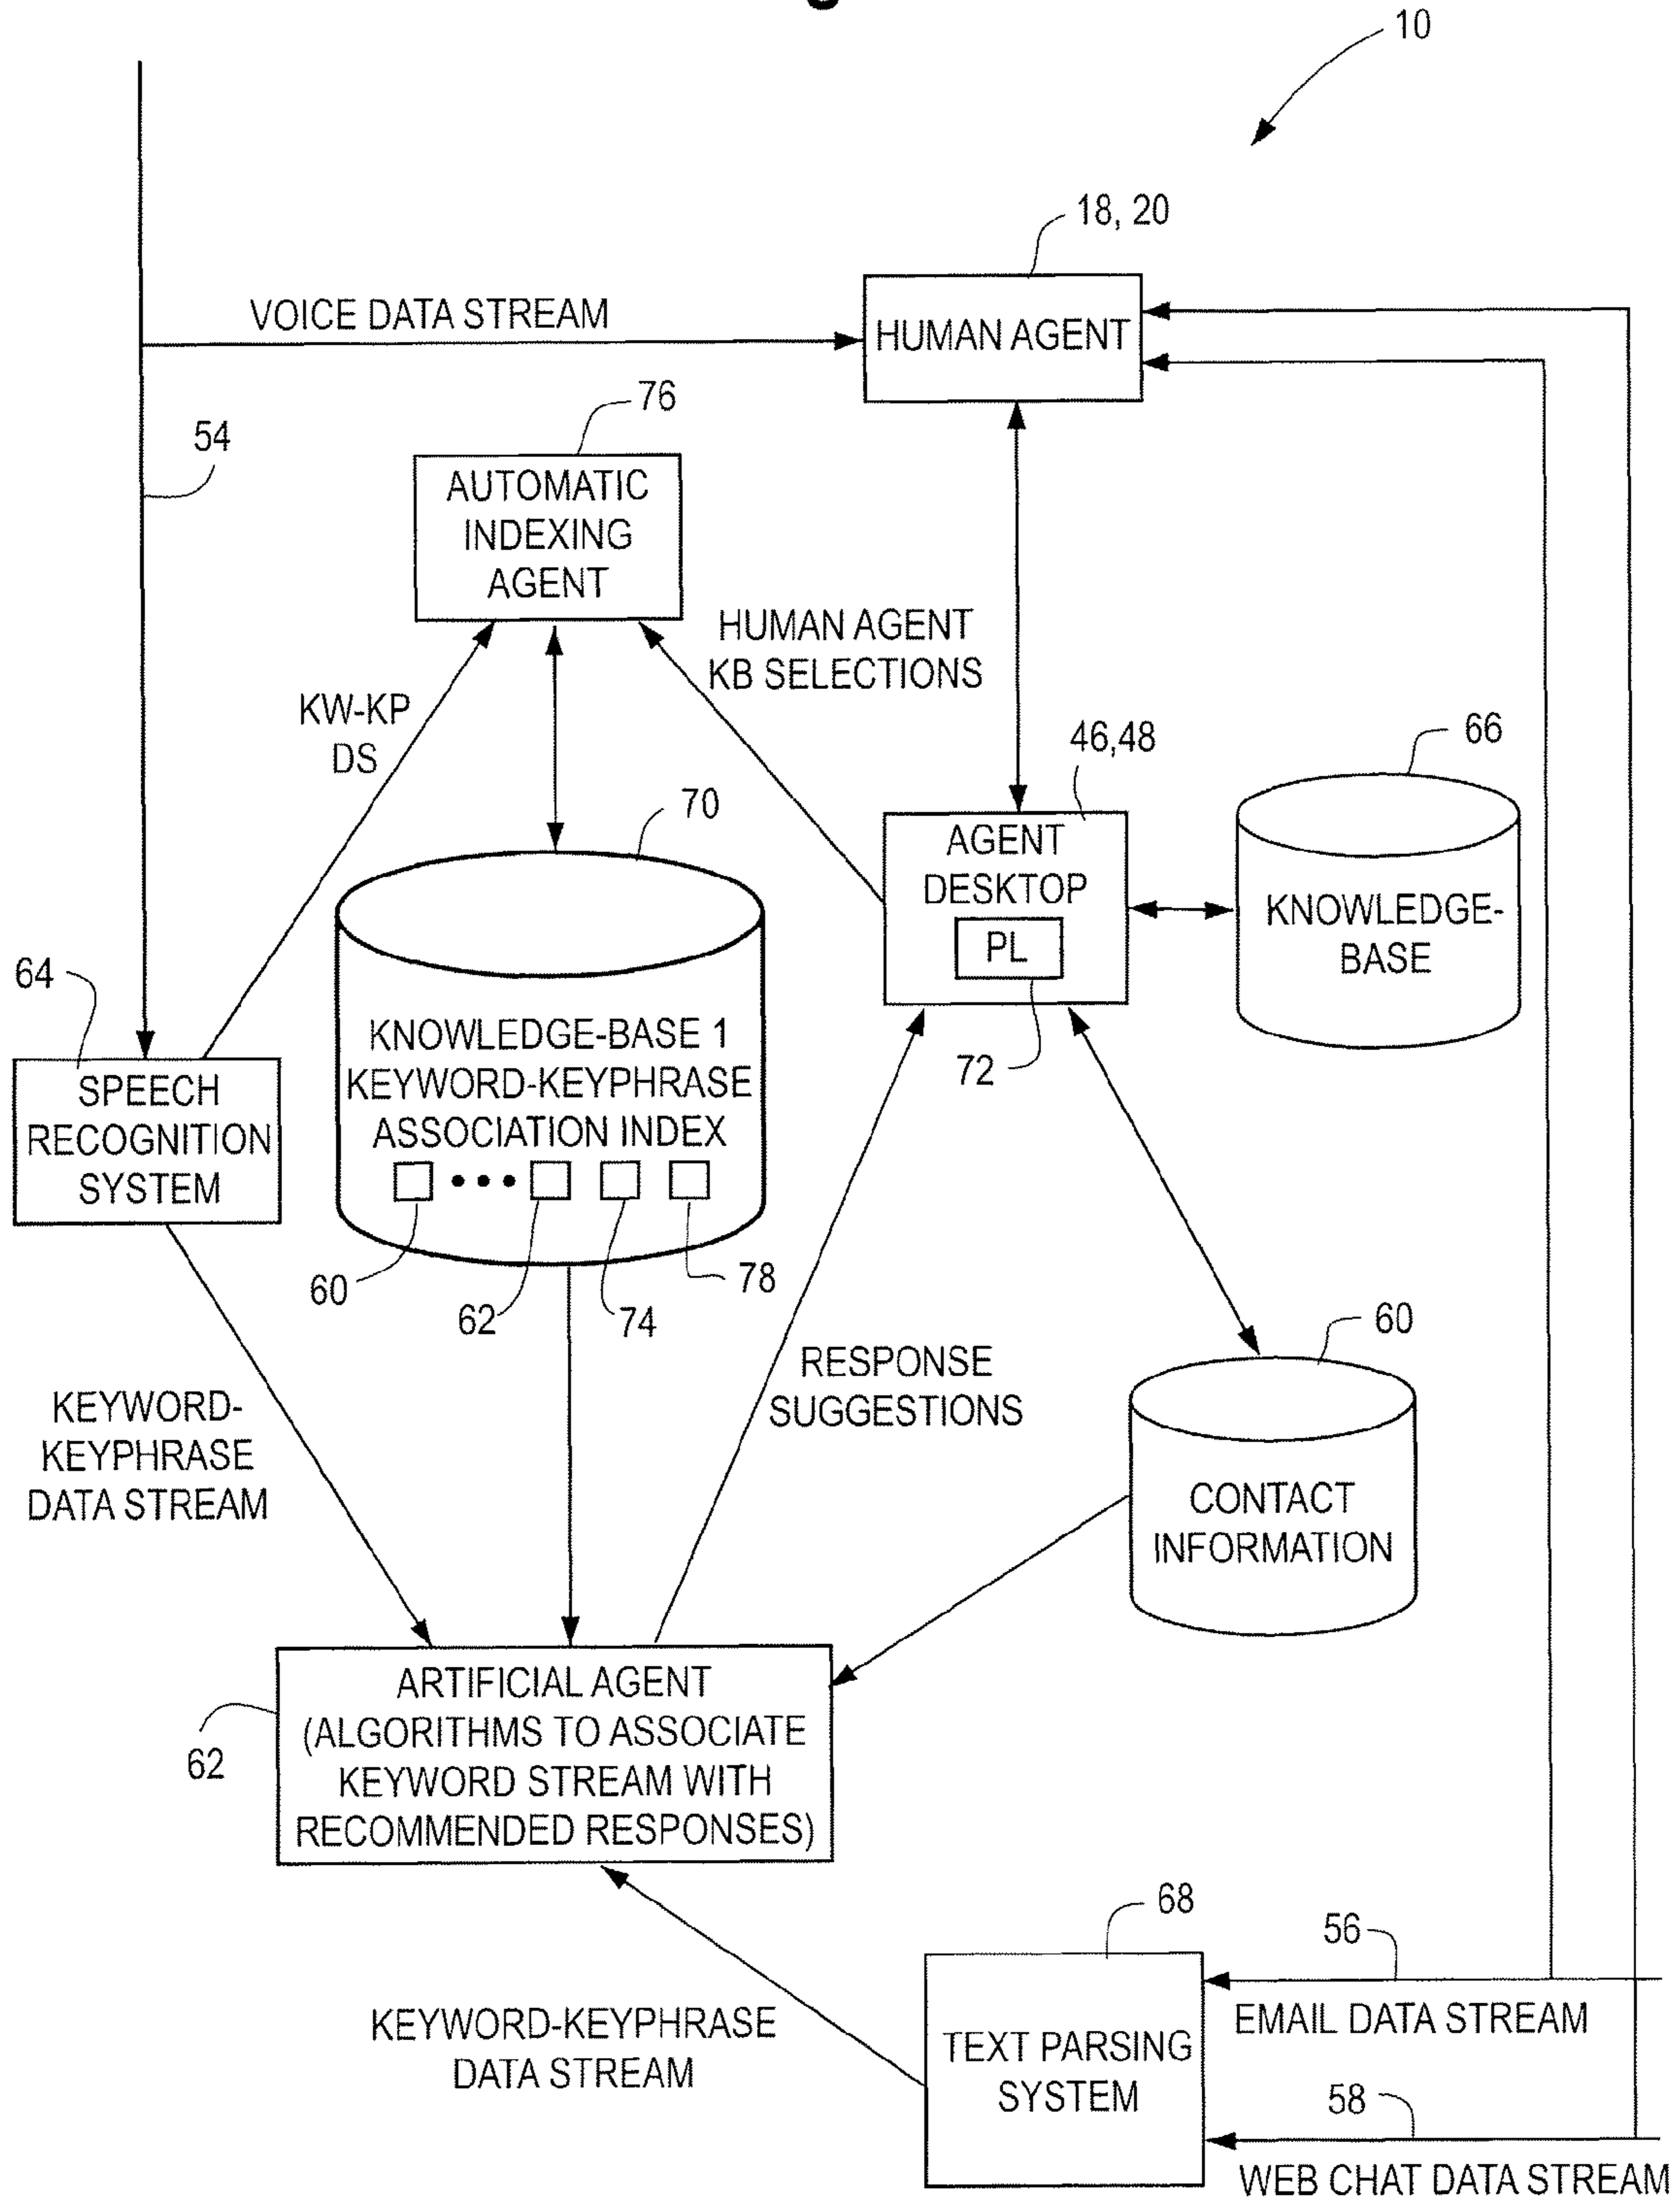 10
18, 20
VOICE DATA STREAM
HUMAN AGENT
76
54
AUTOMATIC
INDEXING
AGENT
HUMAN AGENT
KB SELECTIONS
KW-KP
DS
46,48
66
70
AGENT
DESKTOP
PL
KNOWLEDGE-
BASE
64
72
KNOWLEDGE-BASE 1
KEYWORD-KEYPHRASE
ASSOCIATION INDEX
SPEECH
RECOGNITION
SYSTEM
60
62
74
78
60
RESPONSE
SUGGESTIONS
KEYWORD-
KEYPHRASE
DATA STREAM
CONTACT
INFORMATION
62
ARTIFICIAL AGENT
(ALGORITHMS TO ASSOCIATE
KEYWORD STREAM WITH
RECOMMENDED RESPONSES)
68
56
EMAIL DATA STREAM
KEYWORD-KEYPHRASE
DATA STREAM
TEXT PARSING
SYSTEM
58
WEB CHAT DATA STREAM